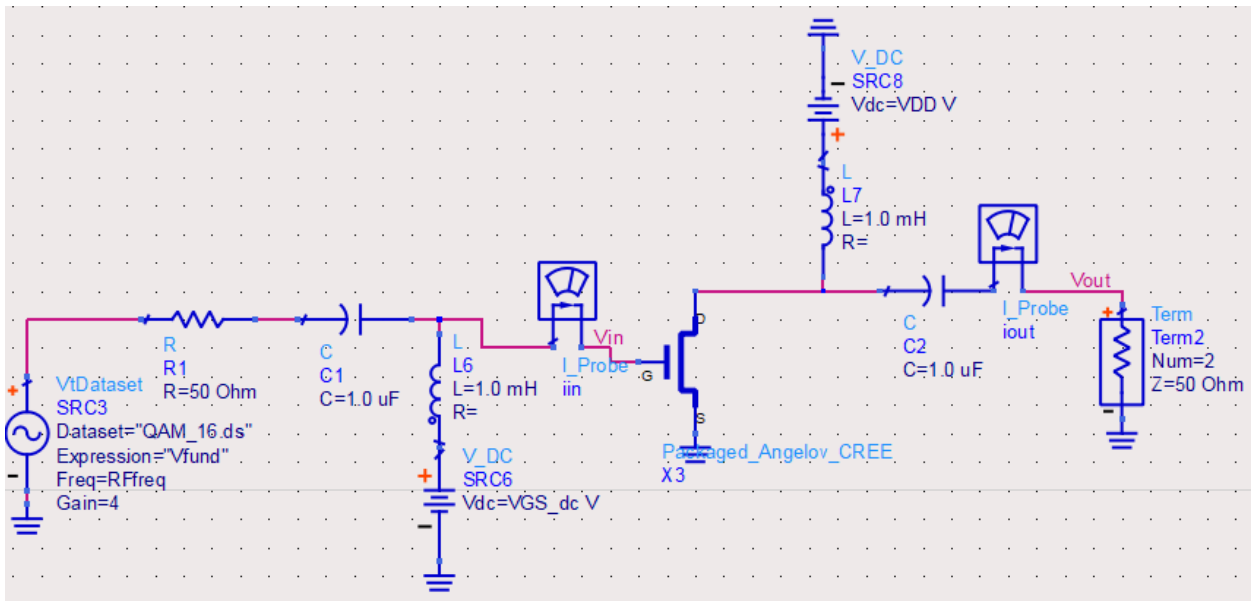 V_DC
SRC8
Vdc=VDD V
L
L7
L=1.0 mH
R=
I_Probe
iout
Vout
Term
Term2
Num=2
Z=50 Ohm
C
C2
C=1.0 uF
D
G
S
Packaged_Angelov_CREE
X3
Vin
I_Probe
iin
L
L6
L=1.0 mH
R=
V_DC
SRC6
Vdc=VGS_dc V
C
C1
C=1.0 uF
R
R1
R=50 Ohm
VtDataset
SRC3
Dataset="QAM_16.ds"
Expression="Vfund"
Freq=RFfreq
Gain=4